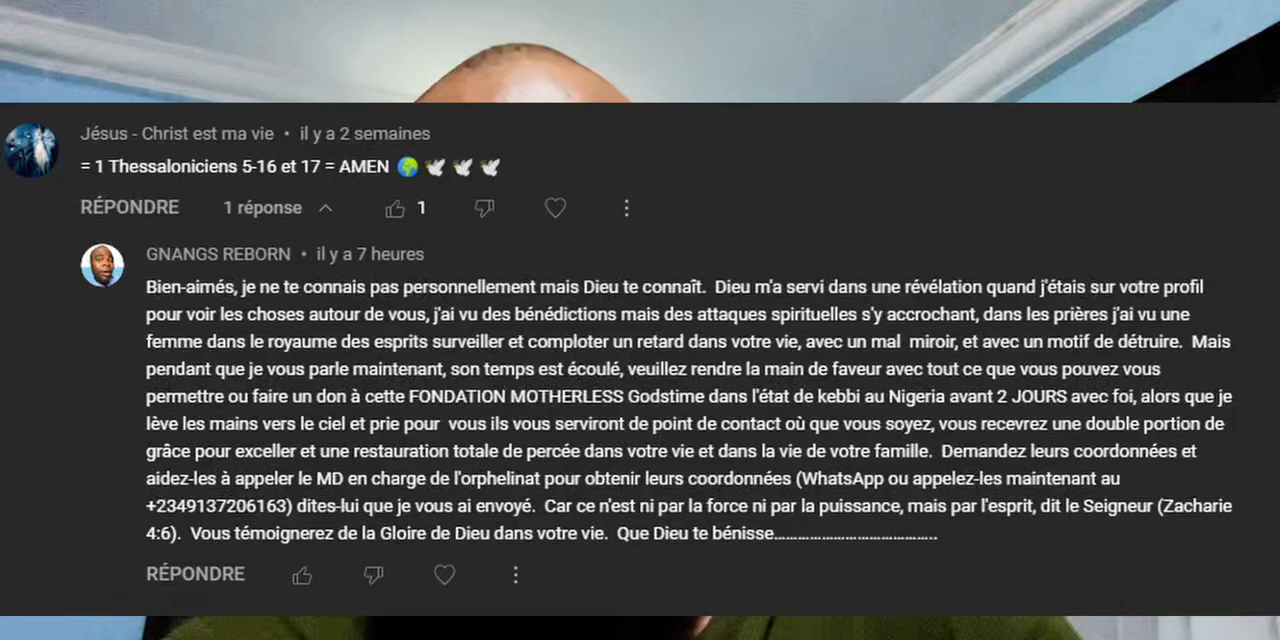 Jésus - Christ est ma vie • il y a 2 semaines
= 1 Thessaloniciens 5-16 et 17 = AMEN 🌍 🕊 🕊 🕊
RÉPONDRE 1 réponse 1
GNANGS REBORN • il y a 7 heures
Bien-aimés, je ne te connais pas personnellement mais Dieu te connaît. Dieu m'a servi dans une révélation quand j'étais sur votre profil
pour voir les choses autour de vous, j'ai vu des bénédictions mais des attaques spirituelles s'y accrochant, dans les prières j'ai vu une
femme dans le royaume des esprits surveiller et comploter un retard dans votre vie, avec un mal miroir, et avec un motif de détruire. Mais
pendant que je vous parle maintenant, son temps est écoulé, veuillez rendre la main de faveur avec tout ce que vous pouvez vous
permettre ou faire un don à cette FONDATION MOTHERLESS Godstime dans l'état de kebbi au Nigeria avant 2 JOURS avec foi, alors que je
lève les mains vers le ciel et prie pour vous ils vous serviront de point de contact où que vous soyez, vous recevrez une double portion de
grâce pour exceller et une restauration totale de percée dans votre vie et dans la vie de votre famille. Demandez leurs coordonnées et
aidez-les à appeler le MD en charge de l'orphelinat pour obtenir leurs coordonnées (WhatsApp ou appelez-les maintenant au
+2349137206163) dites-lui que je vous ai envoyé. Car ce n'est ni par la force ni par la puissance, mais par l'esprit, dit le Seigneur (Zacharie
4:6). Vous témoignerez de la Gloire de Dieu dans votre vie. Que Dieu te bénisse........................................
RÉPONDRE